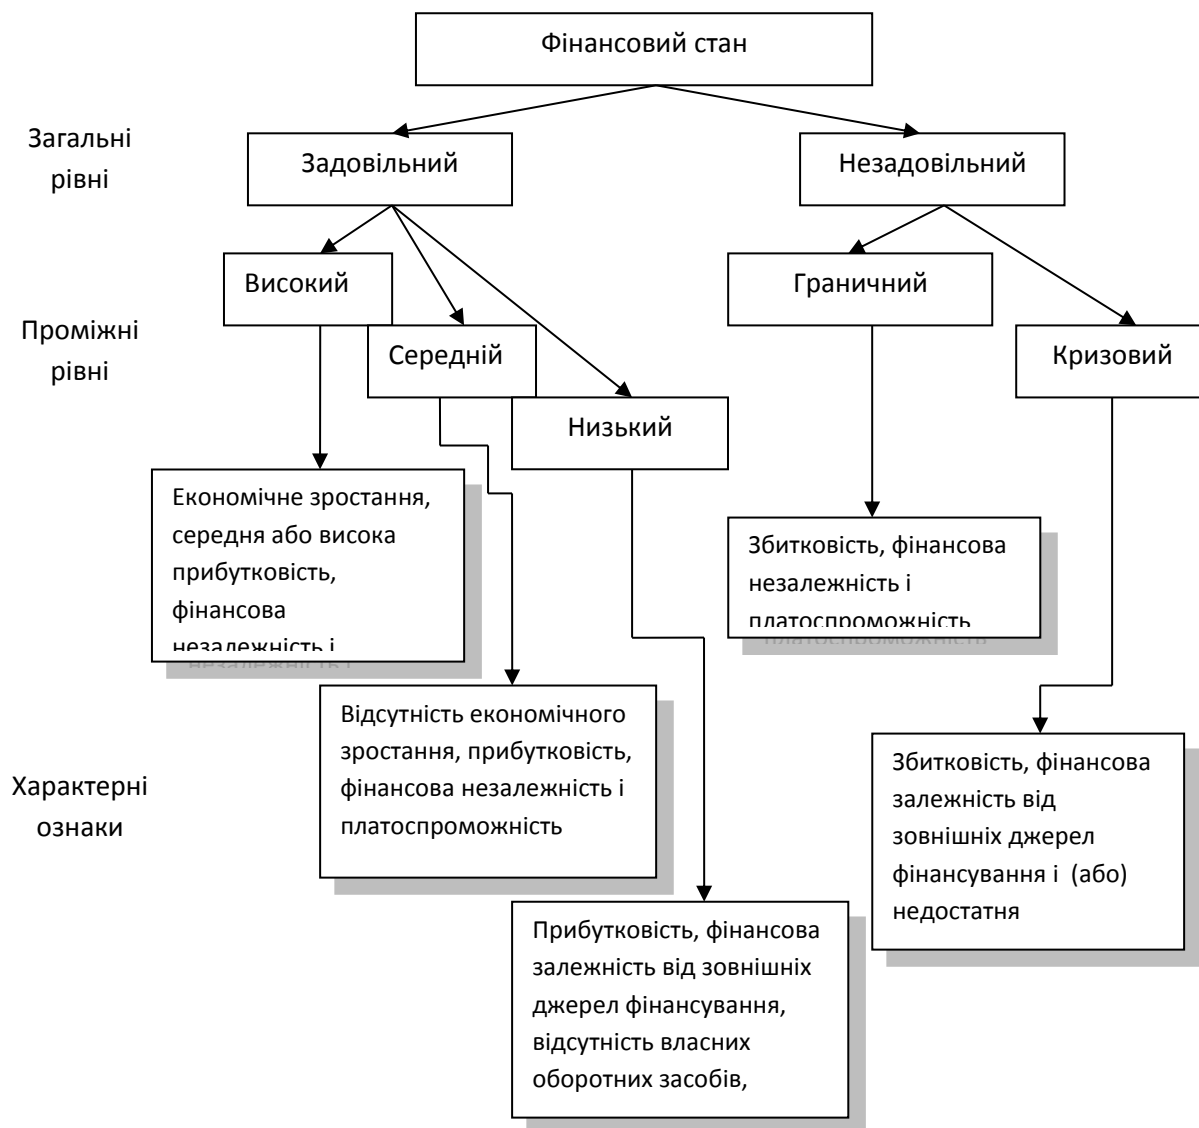 Фінансовий стан
Загальні
рівні
Задовільний
Незадовільний
Високий
Граничний
Проміжні
рівні
Середній
Кризовий
Низький
Економічне зростання,
середня або висока
прибутковість,
фінансова
незалежність і
Збитковість, фінансова
незалежність і
платоспроможність
Характерні
ознаки
Відсутність економічного
зростання, прибутковість,
фінансова незалежність і
платоспроможність
Збитковість, фінансова
залежність від
зовнішніх джерел
фінансування і (або)
недостатня
Прибутковість, фінансова
залежність від зовнішніх
джерел фінансування,
відсутність власних
оборотних засобів,